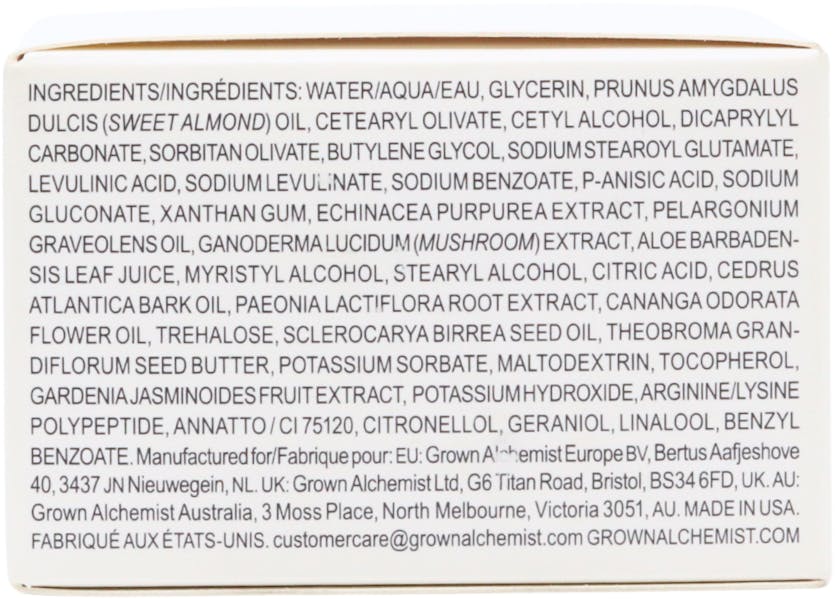 INGREDIENTS/INGRÉDIENTS: WATER/AQUA/EAU, GLYCERIN, PRUNUS AMYGDALUS
DULCIS (SWEET ALMOND) OIL, CETEARYL OLIVATE, CETYL ALCOHOL, DICAPRYLYL
CARBONATE, SORBITAN OLIVATE, BUTYLENE GLYCOL, SODIUM STEAROYL GLUTAMATE,
LEVULINIC ACID, SODIUM LEVULINATE, SODIUM BENZOATE, P-ANISIC ACID, SODIUM
GLUCONATE, XANTHAN GUM, ECHINACEA PURPUREA EXTRACT, PELARGONIUM
GRAVEOLENS OIL, GANODERMA LUCIDUM (MUSHROOM) EXTRACT, ALOE BARBADEN-
SIS LEAF JUICE, MYRISTYL ALCOHOL, STEARYL ALCOHOL, CITRIC ACID, CEDRUS
ATLANTICA BARK OIL, PAEONIA LACTIFLORA ROOT EXTRACT, CANANGA ODORATA
FLOWER OIL, TREHALOSE, SCLEROCARYA BIRREA SEED OIL, THEOBROMA GRAN-
DIFLORUM SEED BUTTER, POTASSIUM SORBATE, MALTODEXTRIN, TOCOPHEROL,
GARDENIA JASMINOIDES FRUIT EXTRACT, POTASSIUM HYDROXIDE, ARGININE/LYSINE
POLYPEPTIDE, ANNATTO / CI 75120, CITRONELLOL, GERANIOL, LINALOOL, BENZYL
BENZOATE. Manufactured for/Fabrique pour: EU: Grown Alchemist Europe BV, Bertus Aafjeshove
40, 3437 JN Nieuwegein, NL. UK: Grown Alchemist Ltd, G6 Titan Road, Bristol, BS34 6FD, UK. AU:
Grown Alchemist Australia, 3 Moss Place, North Melbourne, Victoria 3051, AU. MADE IN USA.
FABRIQUÉ AUX ÉTATS-UNIS. customercare@grownalchemist.com GROWNALCHEMIST.COM